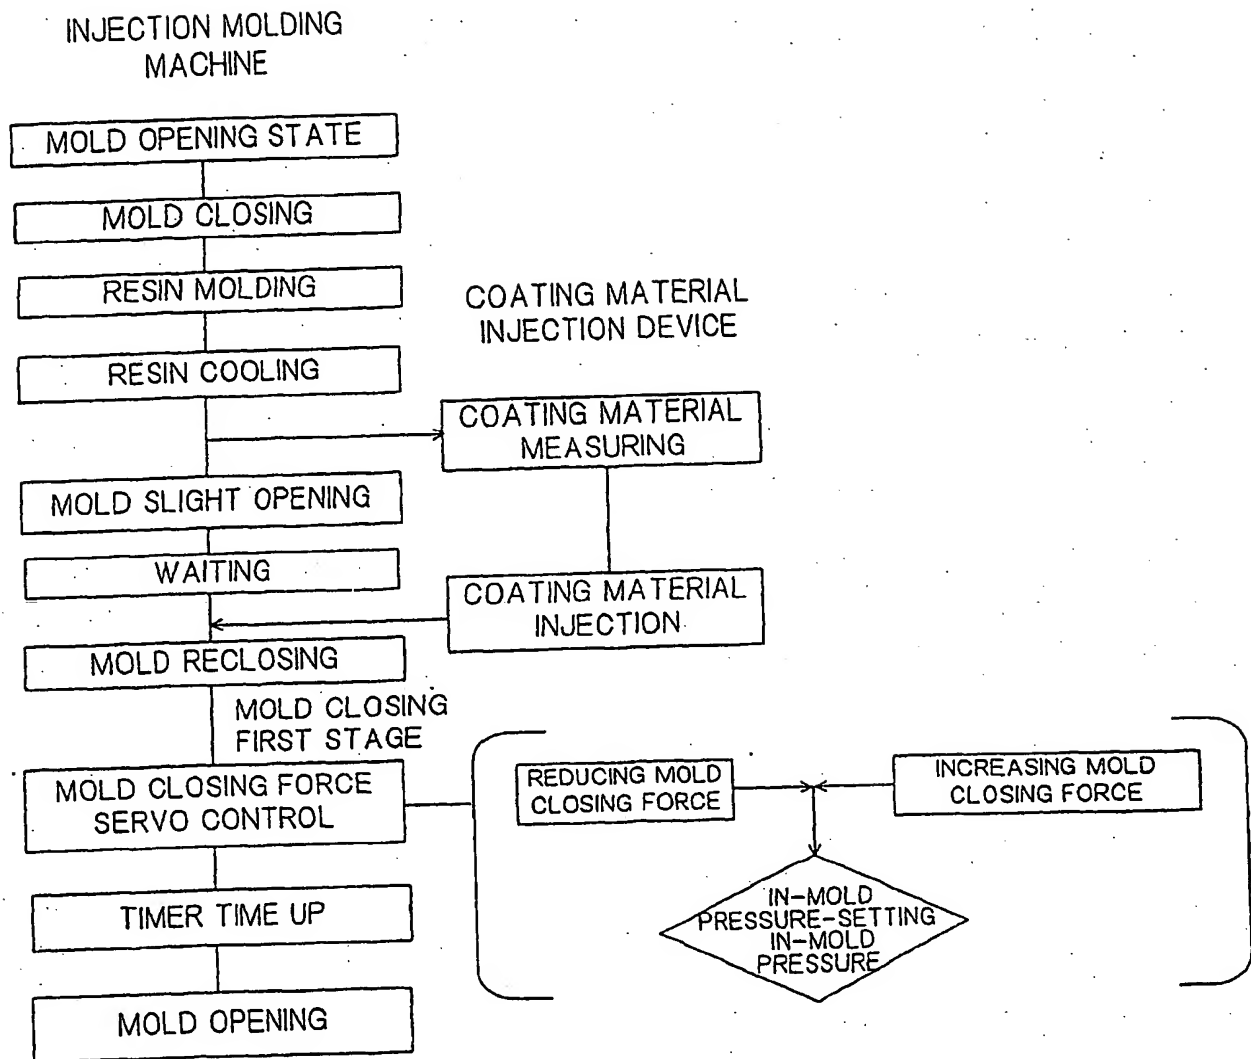 INJECTION MOLDING
MACHINE
MOLD OPENING STATE
MOLD CLOSING
RESIN MOLDING
RESIN COOLING
COATING MATERIAL
INJECTION DEVICE
COATING MATERIAL
MEASURING
MOLD SLIGHT OPENING
WAITING
COATING MATERIAL
INJECTION
MOLD RECLOSING
MOLD CLOSING
FIRST STAGE
MOLD CLOSING FORCE
SERVO CONTROL
REDUCING MOLD
CLOSING FORCE
INCREASING MOLD
CLOSING FORCE
IN-MOLD
PRESSURE-SETTING
IN-MOLD
PRESSURE
TIMER TIME UP
MOLD OPENING